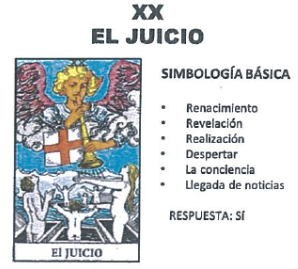 XX
EL JUICIO
SIMBOLOGÍA BÁSICA
• Renacimiento
• Revelación
• Realización
• Despertar
• La conciencia
• Llegada de noticias
RESPUESTA: SÍ
El JUICIO